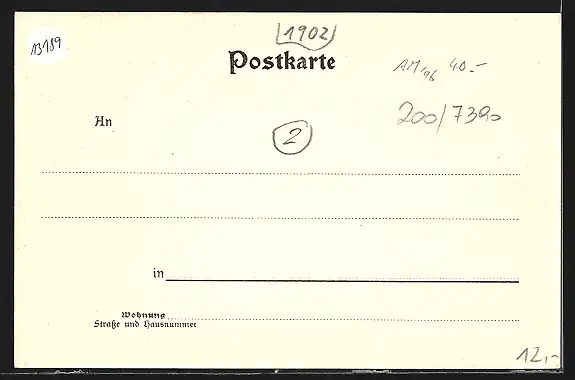 (1902)
13189
Postkarte
AM/96 40.-
200/7390
An
2
in
Wohnung
Straße und Hausnummer
12,-